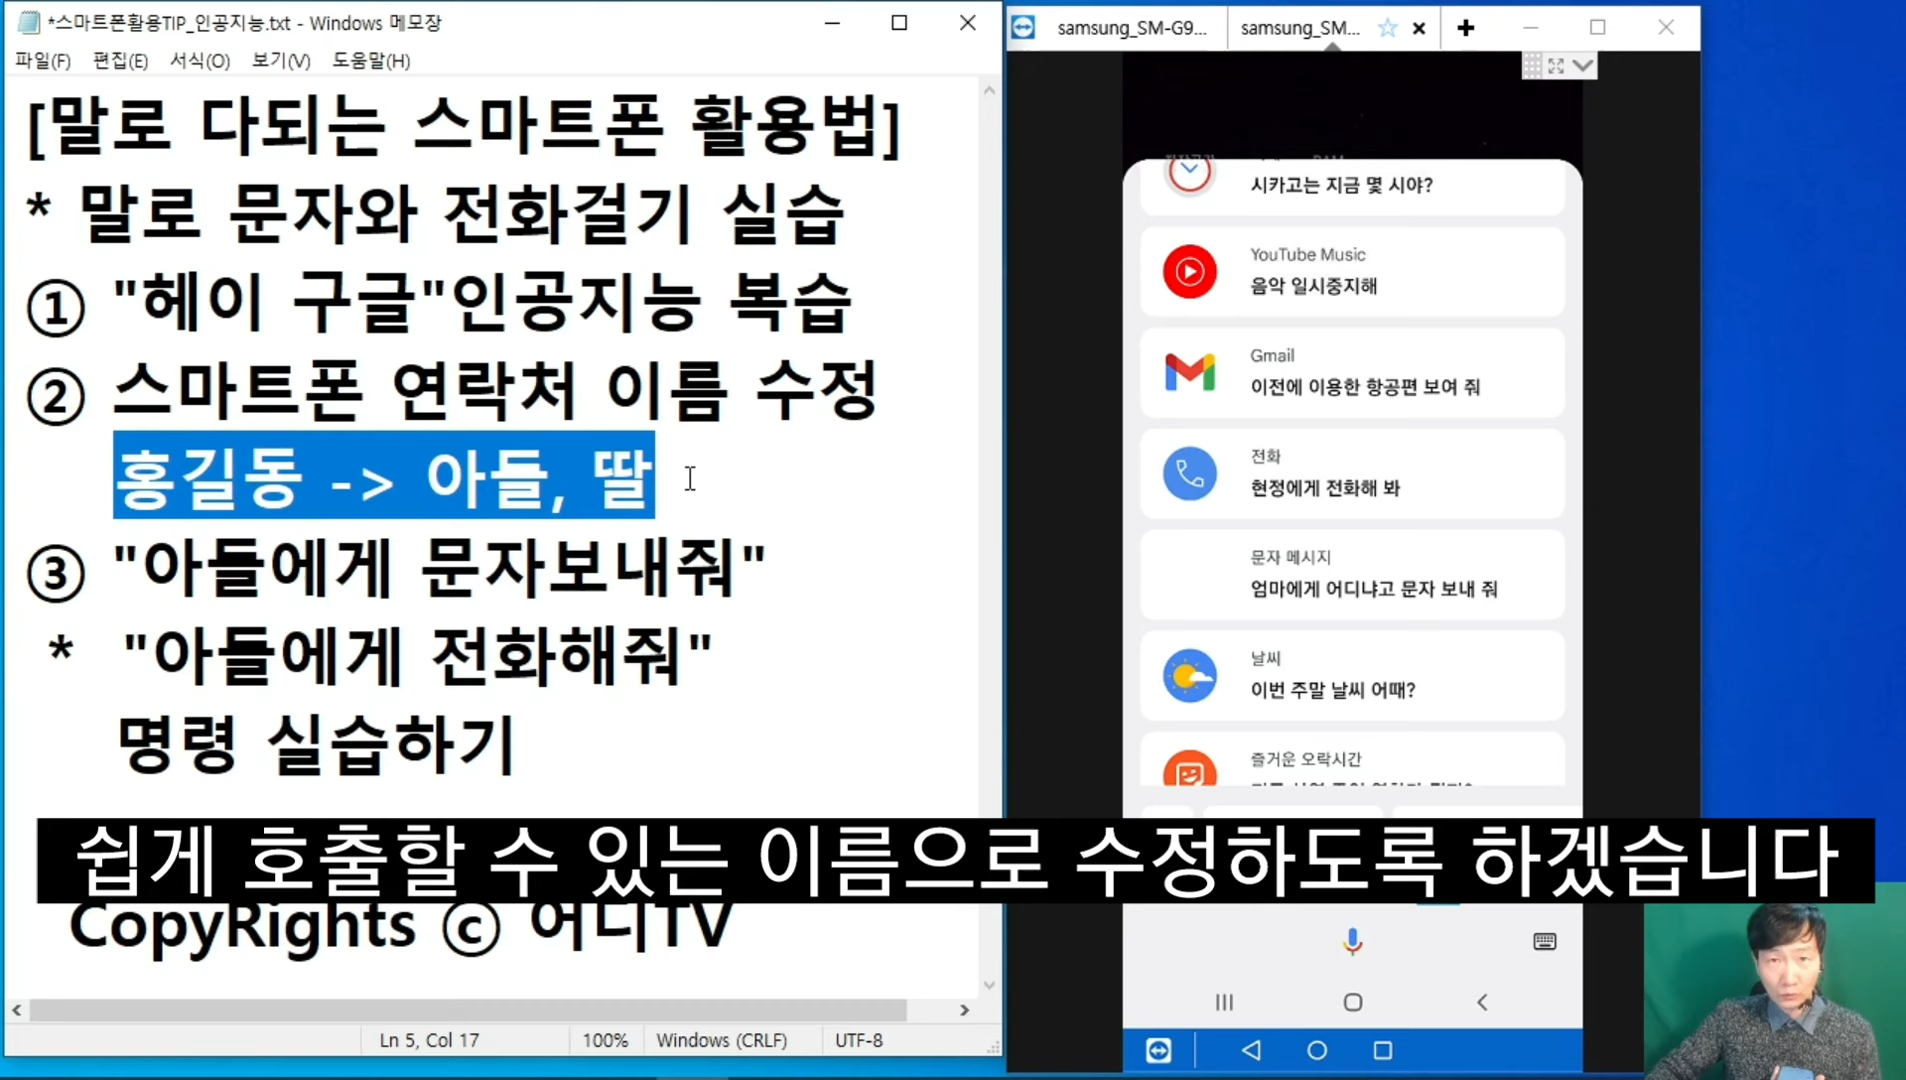 *스마트폰활용TIP_인공지능.txt - Windows 메모장
파일(F) 편집(E) 서식(O) 보기(V) 도움말(H)
[말로 다되는 스마트폰 활용법]
* 말로 문자와 전화걸기 실습
① "헤이 구글"인공지능 복습
② 스마트폰 연락처 이름 수정
홍길동 -> 아들, 딸
③ "아들에게 문자보내줘"
* "아들에게 전화해줘"
명령 실습하기
CopyRights ⓒ 어디TV
Ln 5, Col 17 100% Windows (CRLF) UTF-8
samsung_SM-G9... samsung_SM...
시카고는 지금 몇 시야?
YouTube Music
음악 일시중지해
Gmail
이전에 이용한 항공편 보여 줘
전화
현정에게 전화해 봐
문자 메시지
엄마에게 어디냐고 문자 보내 줘
날씨
이번 주말 날씨 어때?
즐거운 오락시간
쉽게 호출할 수 있는 이름으로 수정하도록 하겠습니다